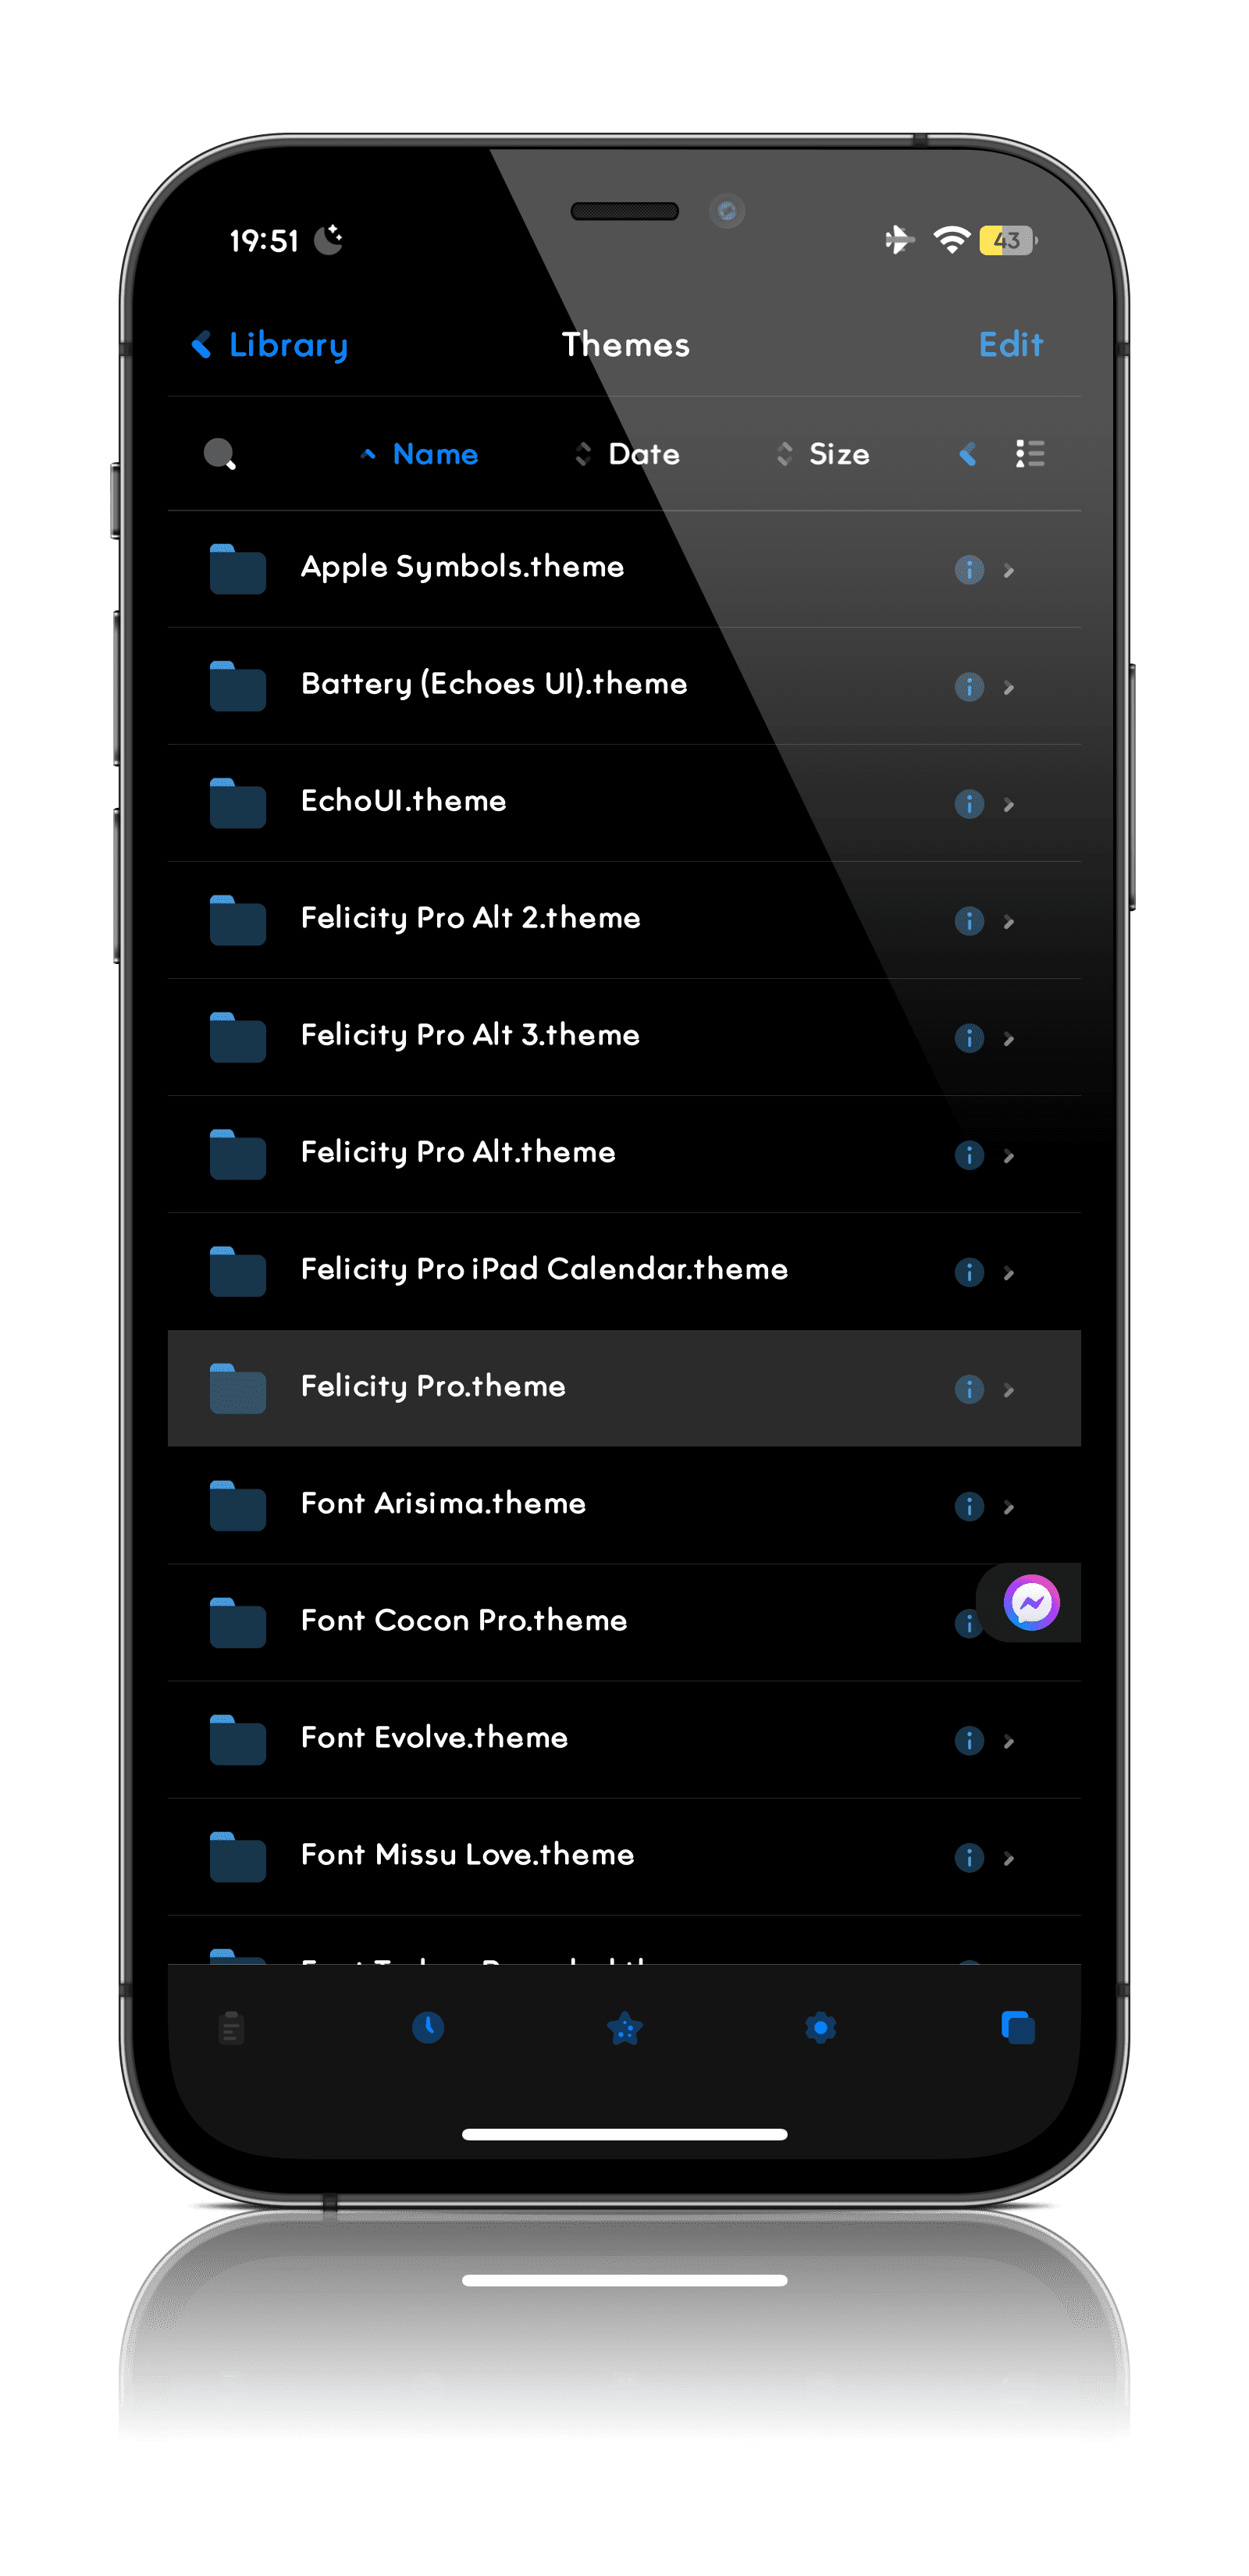 19:51
43
Library
Themes
Edit
Name
Date
Size
Apple Symbols.theme
Battery (Echoes UI).theme
EchoUI.theme
Felicity Pro Alt 2.theme
Felicity Pro Alt 3.theme
Felicity Pro Alt.theme
Felicity Pro iPad Calendar.theme
Felicity Pro.theme
Font Arisima.theme
Font Cocon Pro.theme
Font Evolve.theme
Font Missu Love.theme